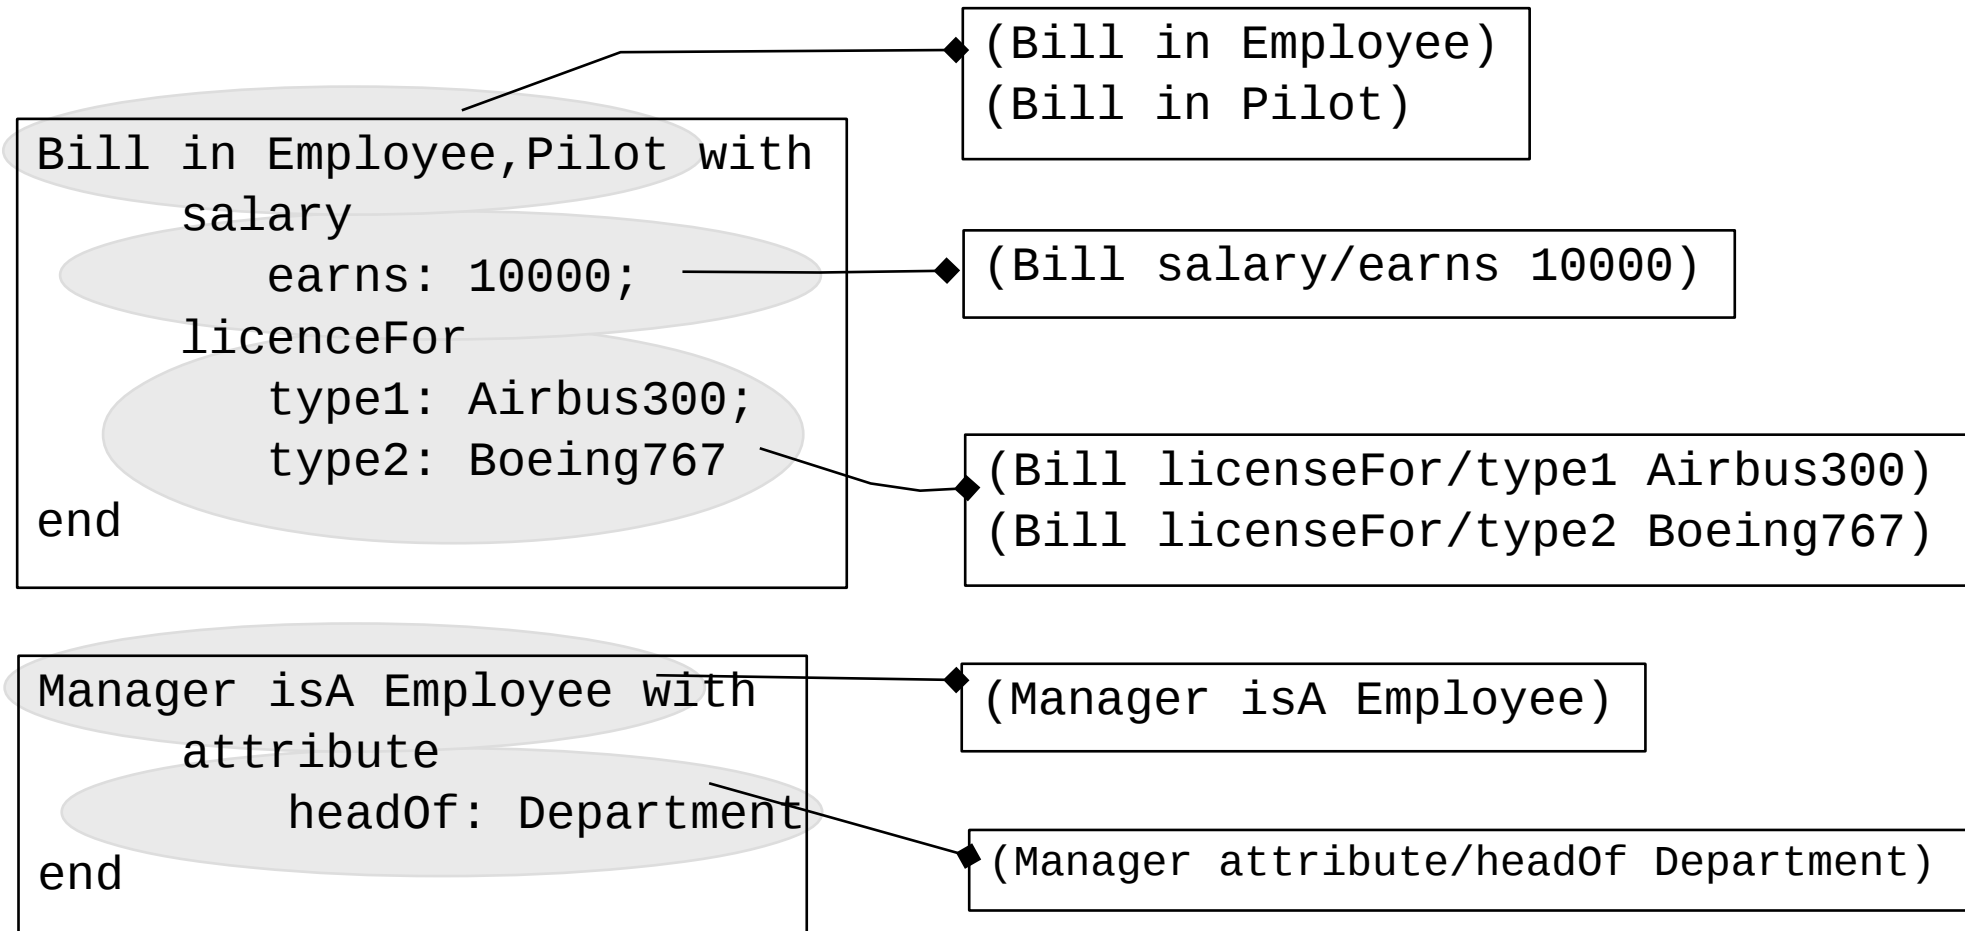 Bill in Employee,Pilot with
salary
earns: 10000;
licenceFor
type1: Airbus300;
type2: Boeing767
end
(Bill in Employee)
(Bill in Pilot)
(Bill salary/earns 10000)
(Bill licenseFor/type1 Airbus300)
(Bill licenseFor/type2 Boeing767)
Manager isA Employee with
attribute
headOf: Department
end
(Manager isA Employee)
(Manager attribute/headOf Department)